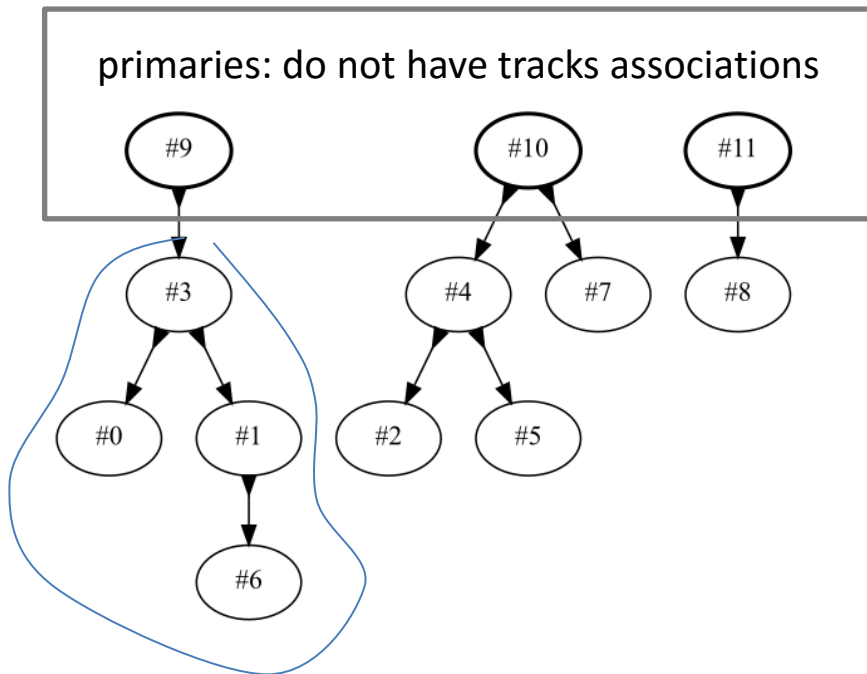 primaries: do not have tracks associations
#9 #10 #11
#3 #4 #7 #8
#0 #1 #2 #5
#6